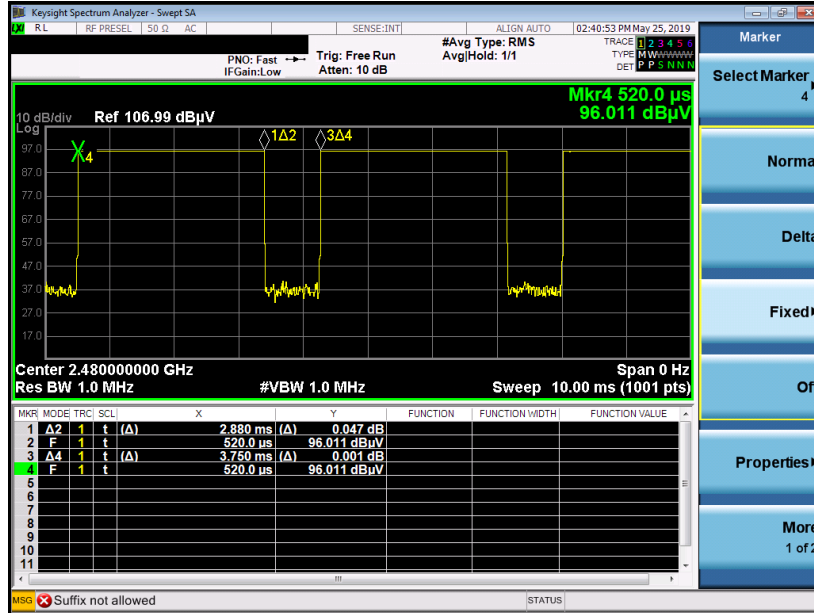 Keysight Spectrum Analyzer - Swept SA
LXI RL RF PRESEL 50 Ω AC SENSE:INT ALIGN AUTO 02:40:53 PM May 25, 2019
PNO: Fast Trig: Free Run #Avg Type: RMS TRACE 1 2 3 4 5 6
IFGain:Low Atten: 10 dB Avg|Hold: 1/1 TYPE MWWWWW
DET P P S N N N
Mkr4 520.0 µs
96.011 dBµV
10 dB/div Ref 106.99 dBµV
Log
1Δ2 3Δ4
97.0
4
87.0
77.0
67.0
57.0
47.0
37.0
27.0
17.0
Center 2.480000000 GHz Span 0 Hz
Res BW 1.0 MHz #VBW 1.0 MHz Sweep 10.00 ms (1001 pts)
MKR MODE TRC SCL X Y FUNCTION FUNCTION WIDTH FUNCTION VALUE
1 Δ2 1 t (Δ) 2.880 ms (Δ) 0.047 dB
2 F 1 t 520.0 µs 96.011 dBµV
3 Δ4 1 t (Δ) 3.750 ms (Δ) 0.001 dB
4 F 1 t 520.0 µs 96.011 dBµV
5
6
7
8
9
10
11
MSG Suffix not allowed STATUS
Marker
Select Marker
4
Norma
Delta
Fixed
Of
Properties
More
1 of 2